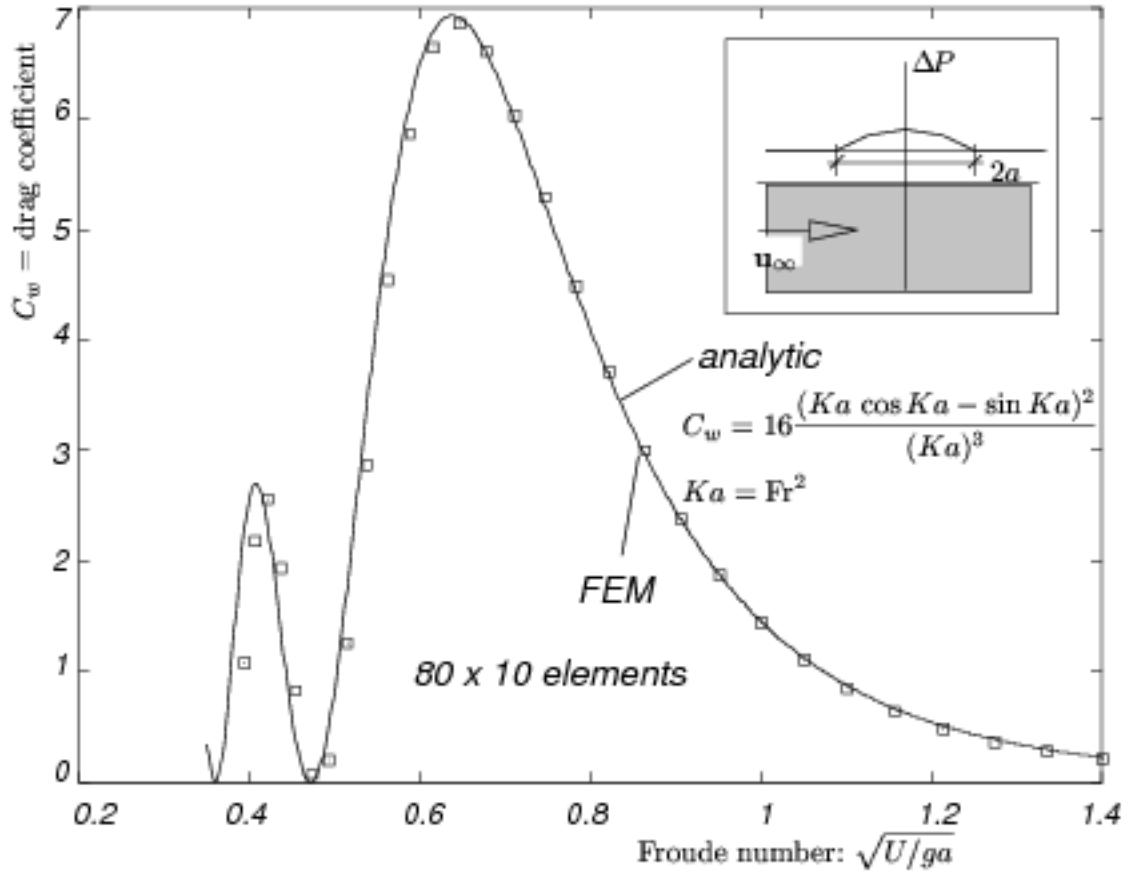 7
6
5
4
3
2
1
0
C_w = drag coefficient
ΔP
2a
u_∞
analytic
C_w = 16 (Ka cos Ka − sin Ka)² / (Ka)³
Ka = Fr²
FEM
80 x 10 elements
0.2 0.4 0.6 0.8 1 1.2 1.4
Froude number: √U/ga